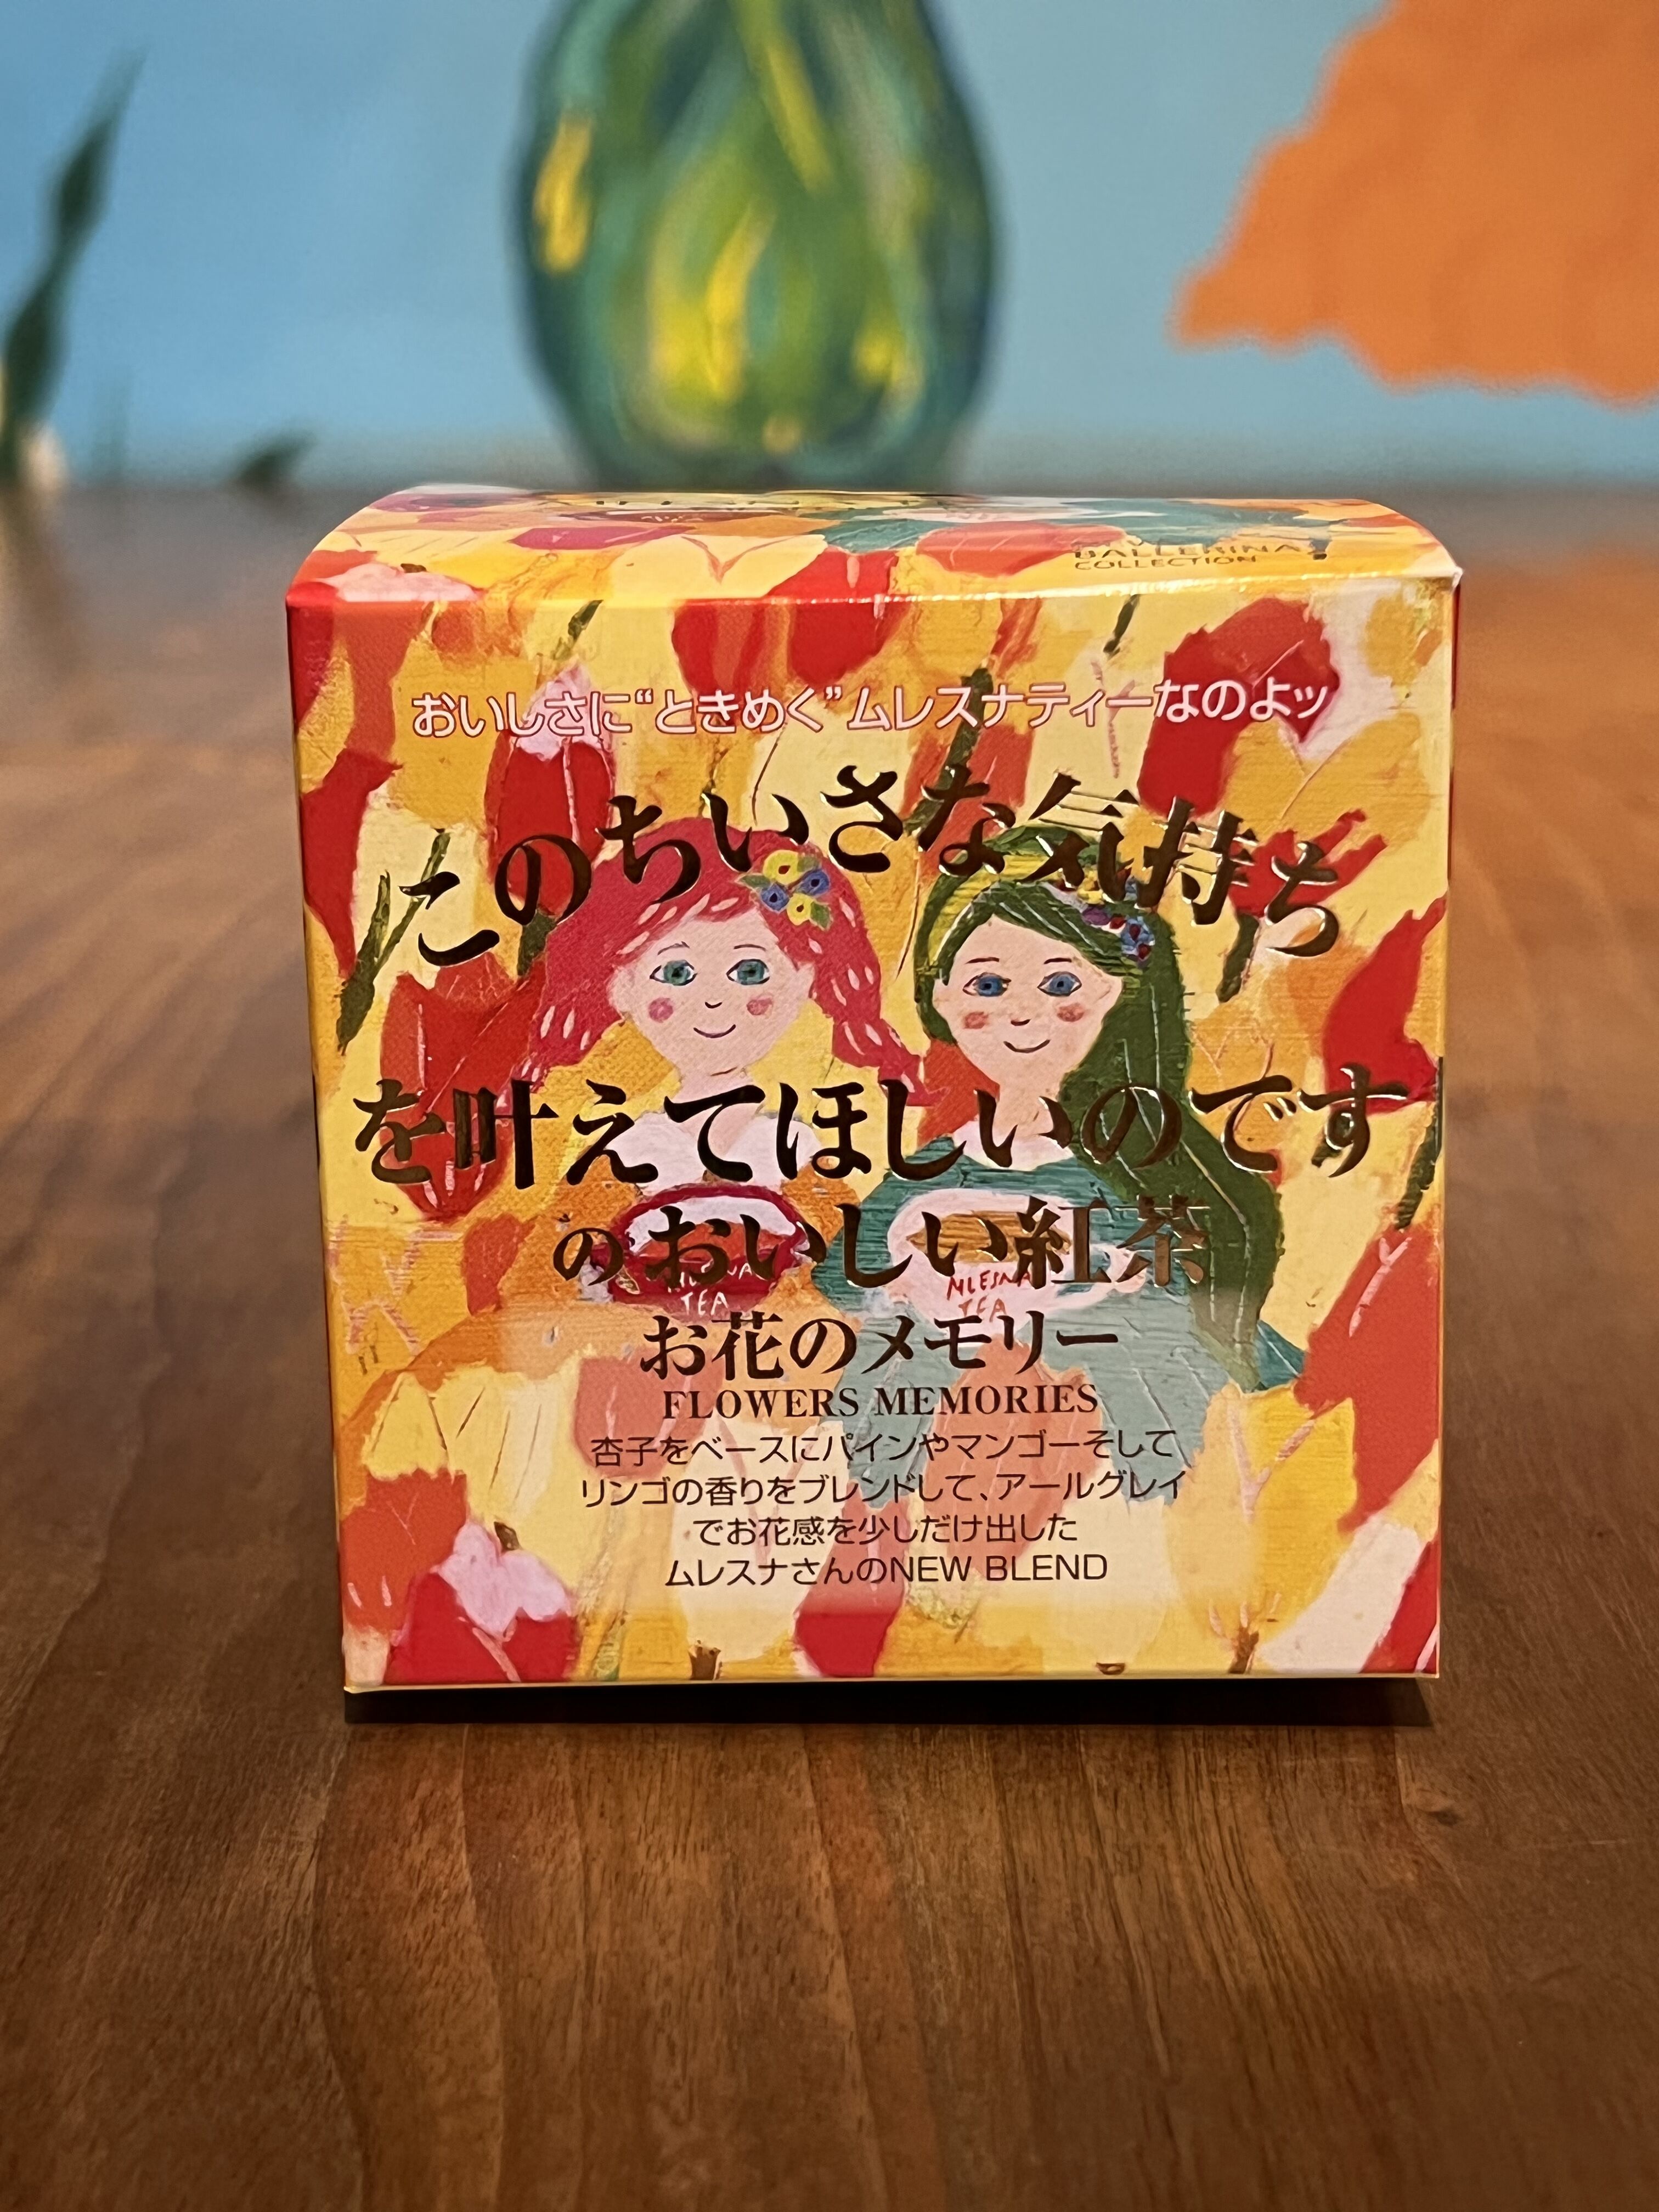 BALLERINA
COLLECTION
おいしさに“ときめく”ムレスナティーなのよッ
このちいさな気持ち
を叶えてほしいのです
のおいしい紅茶
TEA
MLESNA
TEA
お花のメモリー
FLOWERS MEMORIES
杏子をベースにパインやマンゴーそして
リンゴの香りをブレンドして、アールグレイ
でお花感を少しだけ出した
ムレスナさんのNEW BLEND